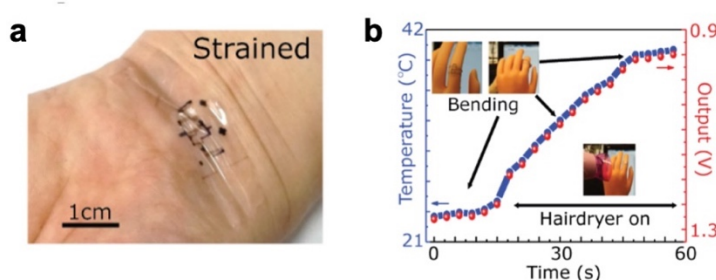 a
Strained
1cm
b
Temperature (°C)
42
21
Bending
Hairdryer on
0
30
60
Time (s)
0.9
1.3
Output (V)